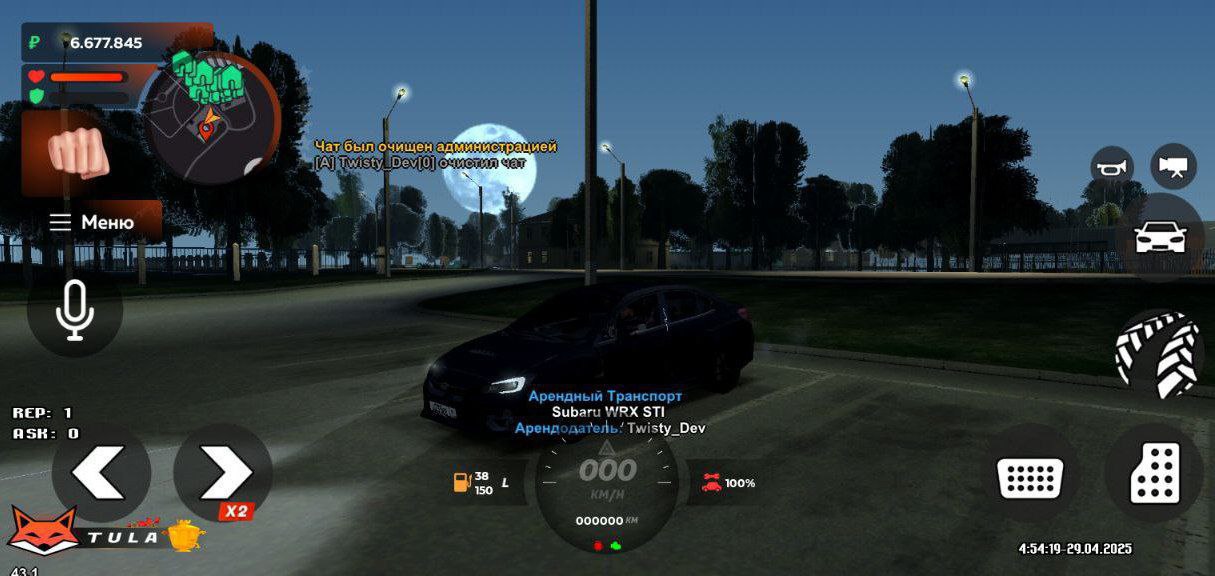 ₽ 6.677.845
Чат был очищен администрацией
[A] Twisty_Dev[0] очистил чат
Меню
REP: 1
ASK: 0
Арендный Транспорт
Subaru WRX STI
Арендодатель: Twisty_Dev
38
150 L
000
КМ/Н
000000 КМ
100%
X2
TULA
4:54:19-29.04.2025
43.1